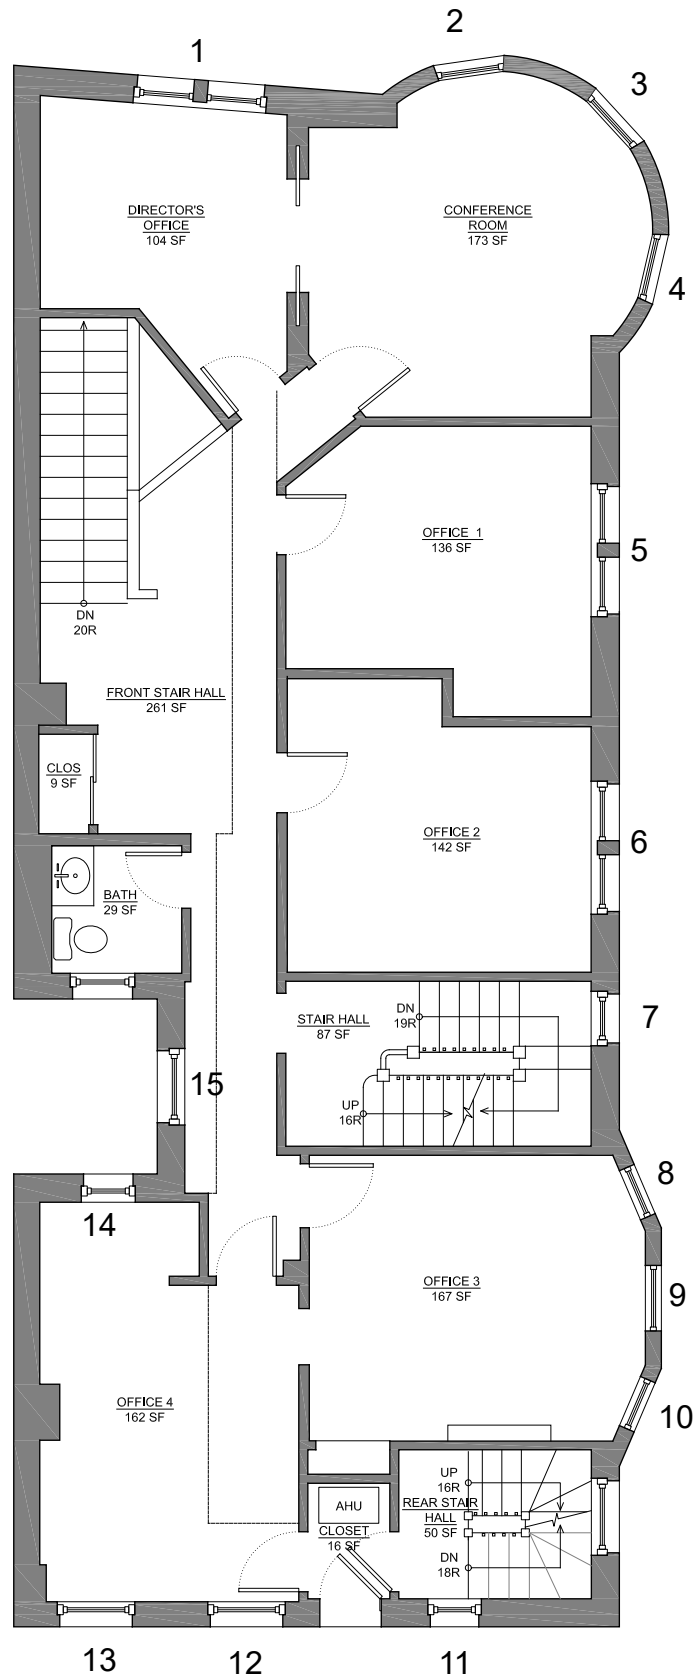 1
2
3
DIRECTOR'S
OFFICE
104 SF
CONFERENCE
ROOM
173 SF
4
OFFICE 1
136 SF
5
DN
20R
FRONT STAIR HALL
261 SF
CLOS
9 SF
OFFICE 2
142 SF
6
BATH
29 SF
STAIR HALL
87 SF
DN
19R
7
15
UP
16R
14
8
OFFICE 3
167 SF
9
OFFICE 4
162 SF
10
UP
16R
AHU
CLOSET
16 SF
REAR STAIR
HALL
50 SF
DN
18R
13
12
11